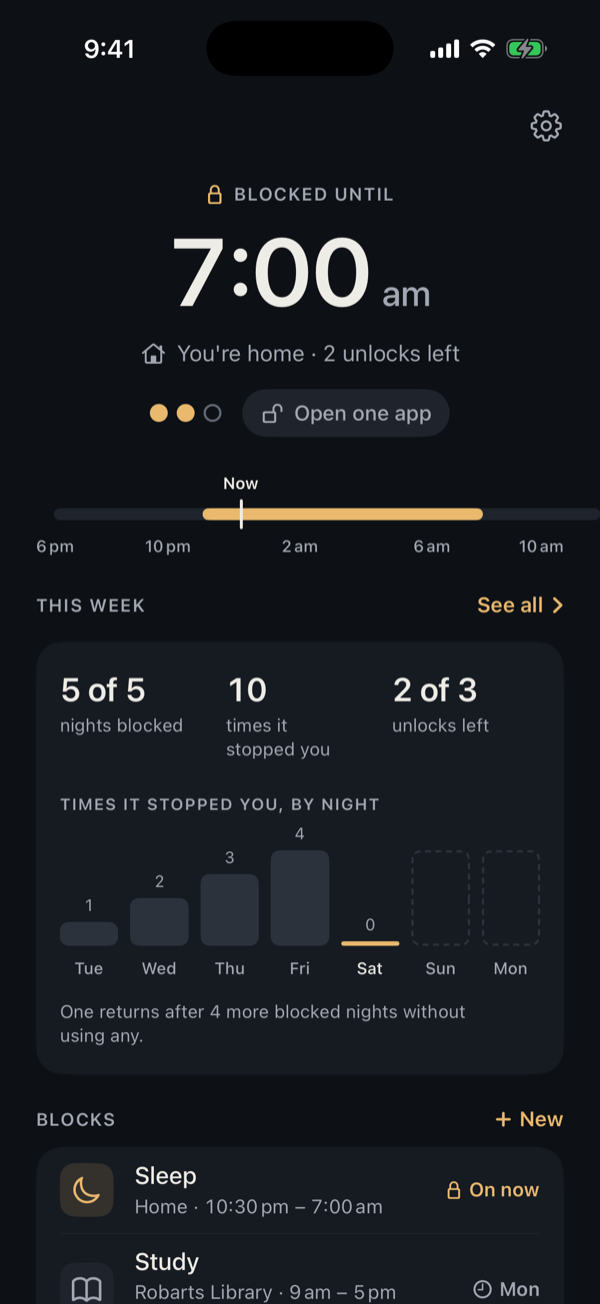 9:41
BLOCKED UNTIL
7:00 am
You're home · 2 unlocks left
Open one app
Now
6 pm 10 pm 2 am 6 am 10 am
THIS WEEK See all
5 of 5 10 2 of 3
nights blocked times it unlocks left
stopped you
TIMES IT STOPPED YOU, BY NIGHT
1 2 3 4 0
Tue Wed Thu Fri Sat Sun Mon
One returns after 4 more blocked nights without
using any.
BLOCKS + New
Sleep
Home · 10:30 pm – 7:00 am On now
Study
Robarts Library · 9 am – 5 pm Mon